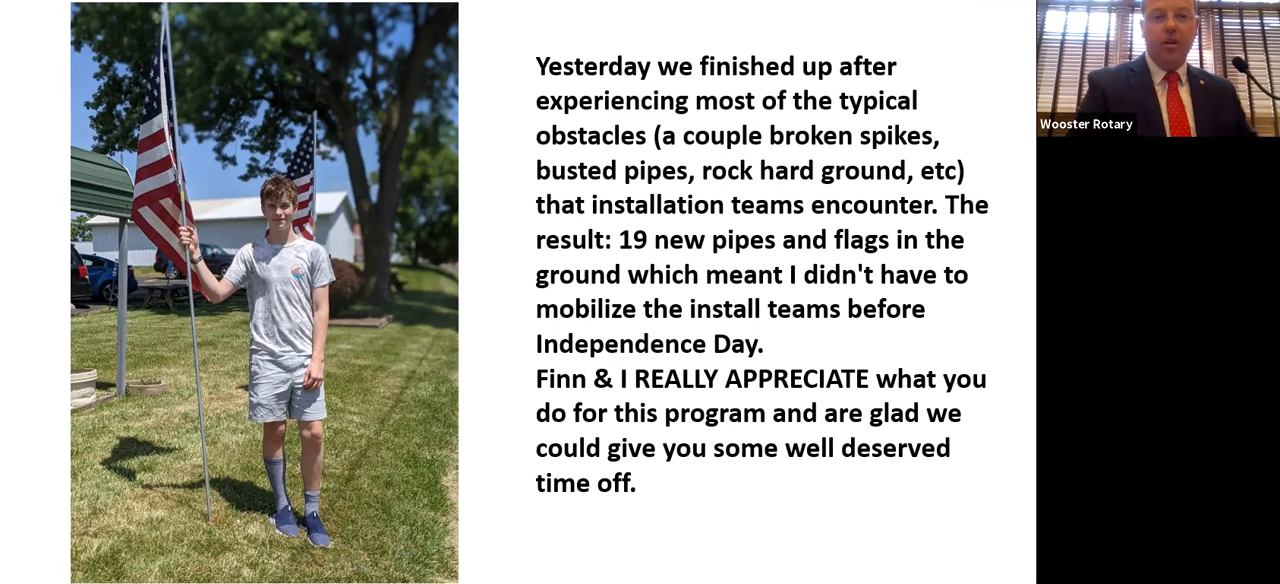 Yesterday we finished up after
experiencing most of the typical
obstacles (a couple broken spikes,
busted pipes, rock hard ground, etc)
that installation teams encounter. The
result: 19 new pipes and flags in the
ground which meant I didn't have to
mobilize the install teams before
Independence Day.
Finn & I REALLY APPRECIATE what you
do for this program and are glad we
could give you some well deserved
time off.
Wooster Rotary